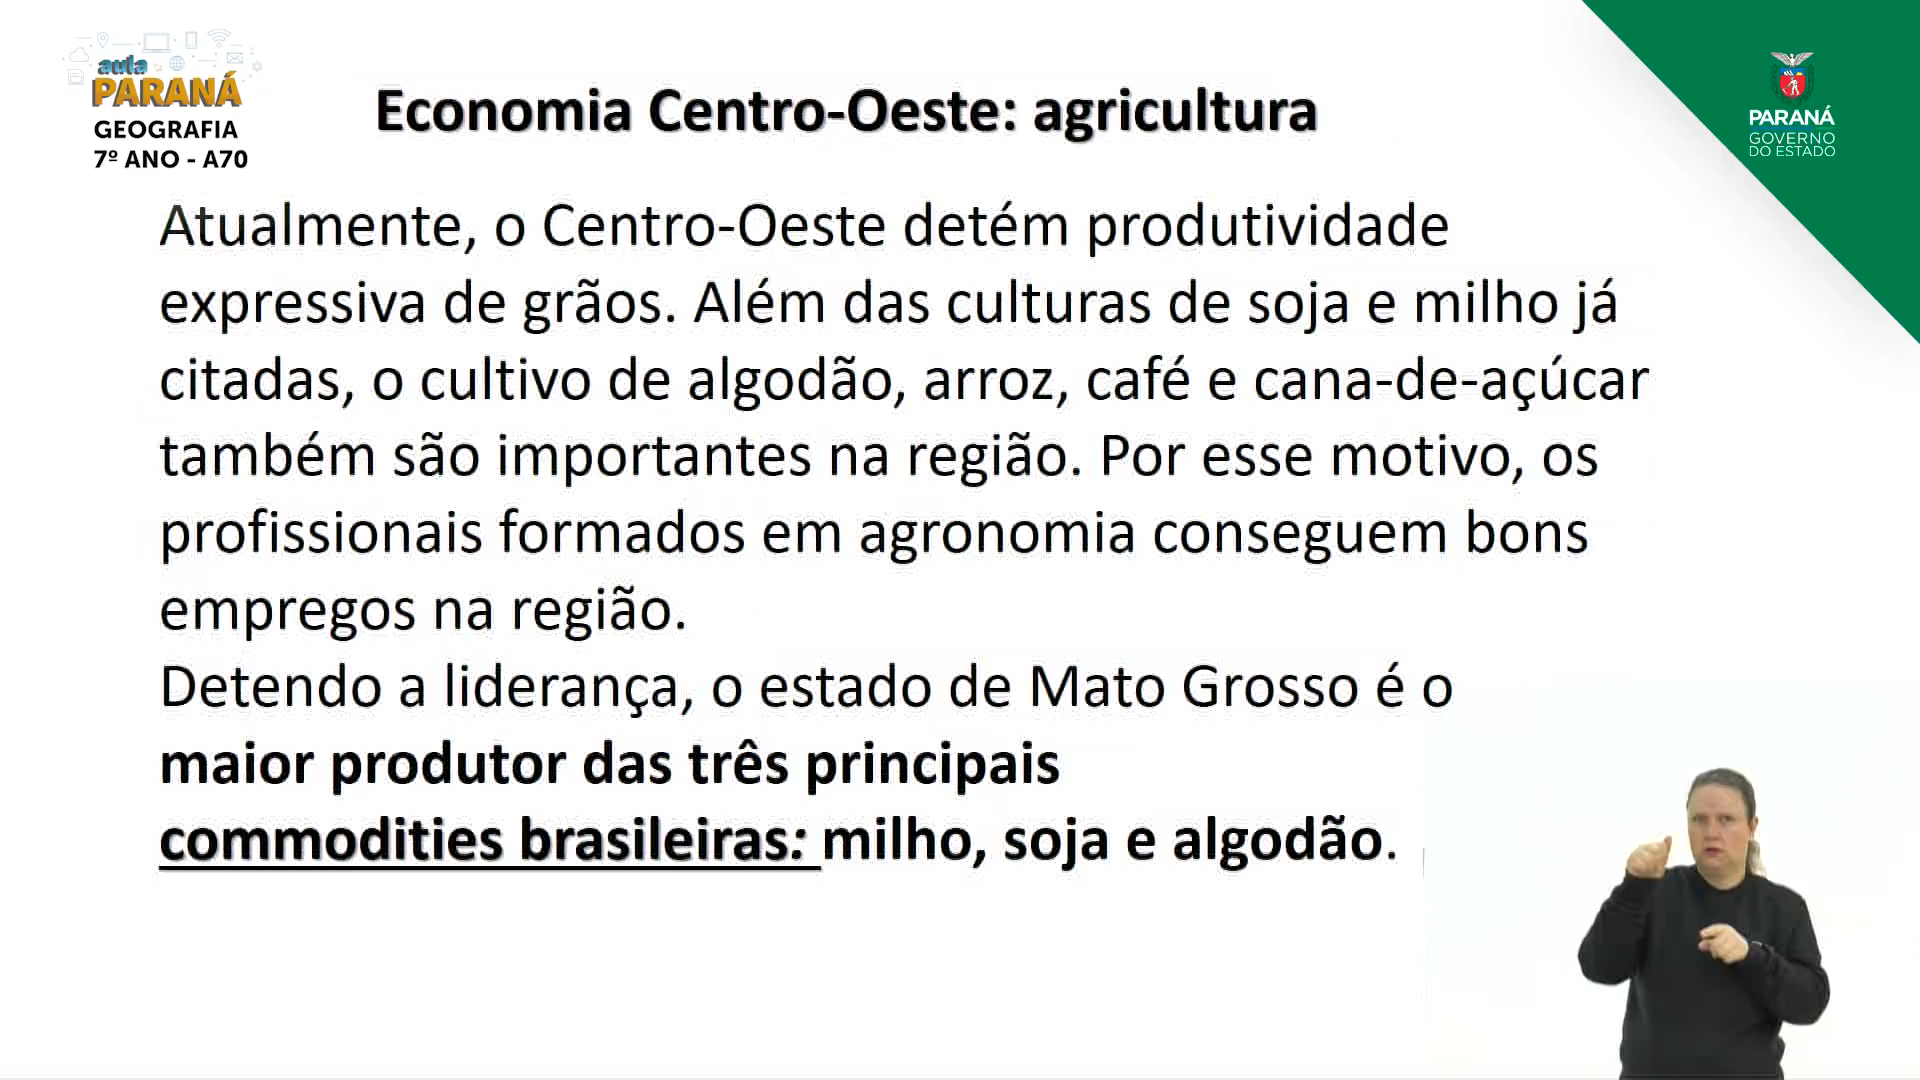 aula
PARANÁ
GEOGRAFIA
7º ANO - A70
Economia Centro-Oeste: agricultura
PARANÁ
GOVERNO
DO ESTADO
Atualmente, o Centro-Oeste detém produtividade
expressiva de grãos. Além das culturas de soja e milho já
citadas, o cultivo de algodão, arroz, café e cana-de-açúcar
também são importantes na região. Por esse motivo, os
profissionais formados em agronomia conseguem bons
empregos na região.
Detendo a liderança, o estado de Mato Grosso é o
maior produtor das três principais
commodities brasileiras: milho, soja e algodão.